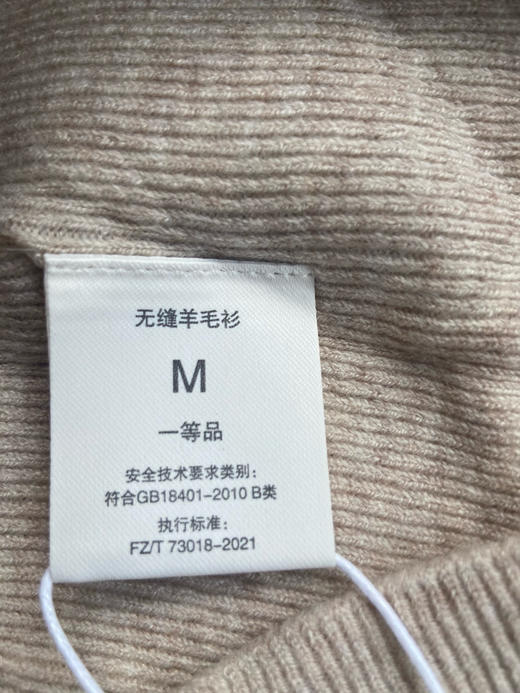 无缝羊毛衫
M
一等品
安全技术要求类别：
符合GB18401-2010 B类
执行标准：
FZ/T 73018-2021